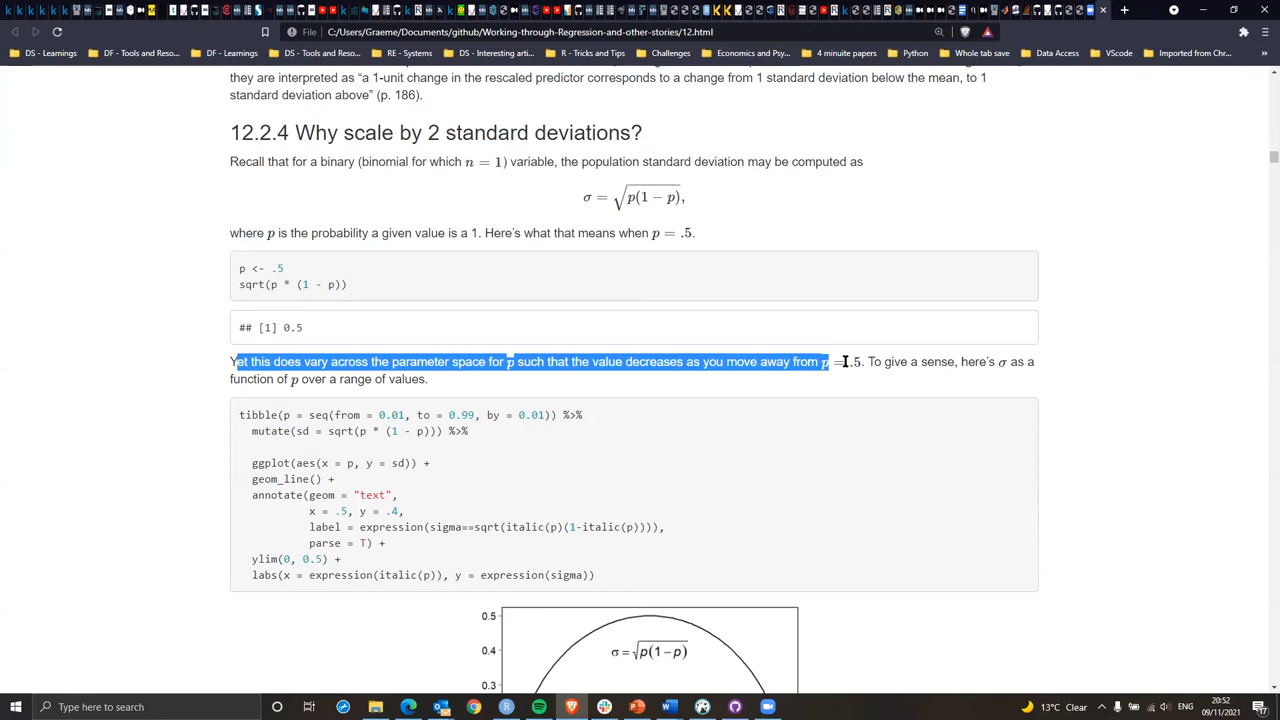 C:/Users/Graeme/Documents/github/Working-through-Regression-and-other-stories/12.html
DS - Learnings
DF - Tools and Reso...
DF - Learnings
DS - Tools and Reso...
RE - Systems
DS - Interesting artic...
R - Tricks and Tips
Challenges
Economics and Psy...
4 minuite papers
Python
Whole tab save
Data Access
VScode
Imported from Chr...
they are interpreted as “a 1-unit change in the rescaled predictor corresponds to a change from 1 standard deviation below the mean, to 1
standard deviation above” (p. 186).
12.2.4 Why scale by 2 standard deviations?
Recall that for a binary (binomial for which n = 1) variable, the population standard deviation may be computed as
σ = √p(1 − p),
where p is the probability a given value is a 1. Here’s what that means when p = .5.
p <- .5
sqrt(p * (1 - p))
## [1] 0.5
Yet this does vary across the parameter space for p such that the value decreases as you move away from p = .5. To give a sense, here’s σ as a
function of p over a range of values.
tibble(p = seq(from = 0.01, to = 0.99, by = 0.01)) %>%
mutate(sd = sqrt(p * (1 - p))) %>%
ggplot(aes(x = p, y = sd)) +
geom_line() +
annotate(geom = "text",
x = .5, y = .4,
label = expression(sigma==sqrt(italic(p)(1-italic(p)))),
parse = T) +
ylim(0, 0.5) +
labs(x = expression(italic(p)), y = expression(sigma))
0.5
0.4
σ = √p(1−p)
0.3
Type here to search
13°C Clear
20:52
09/11/2021